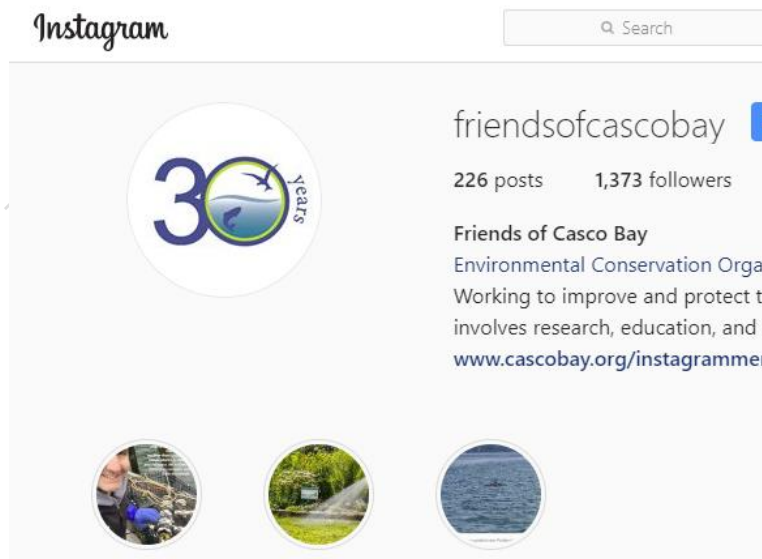 Instagram
Search
friendsofcascobay
30 years
226 posts 1,373 followers
Friends of Casco Bay
Environmental Conservation Orga
Working to improve and protect t
involves research, education, and
www.cascobay.org/instagramme